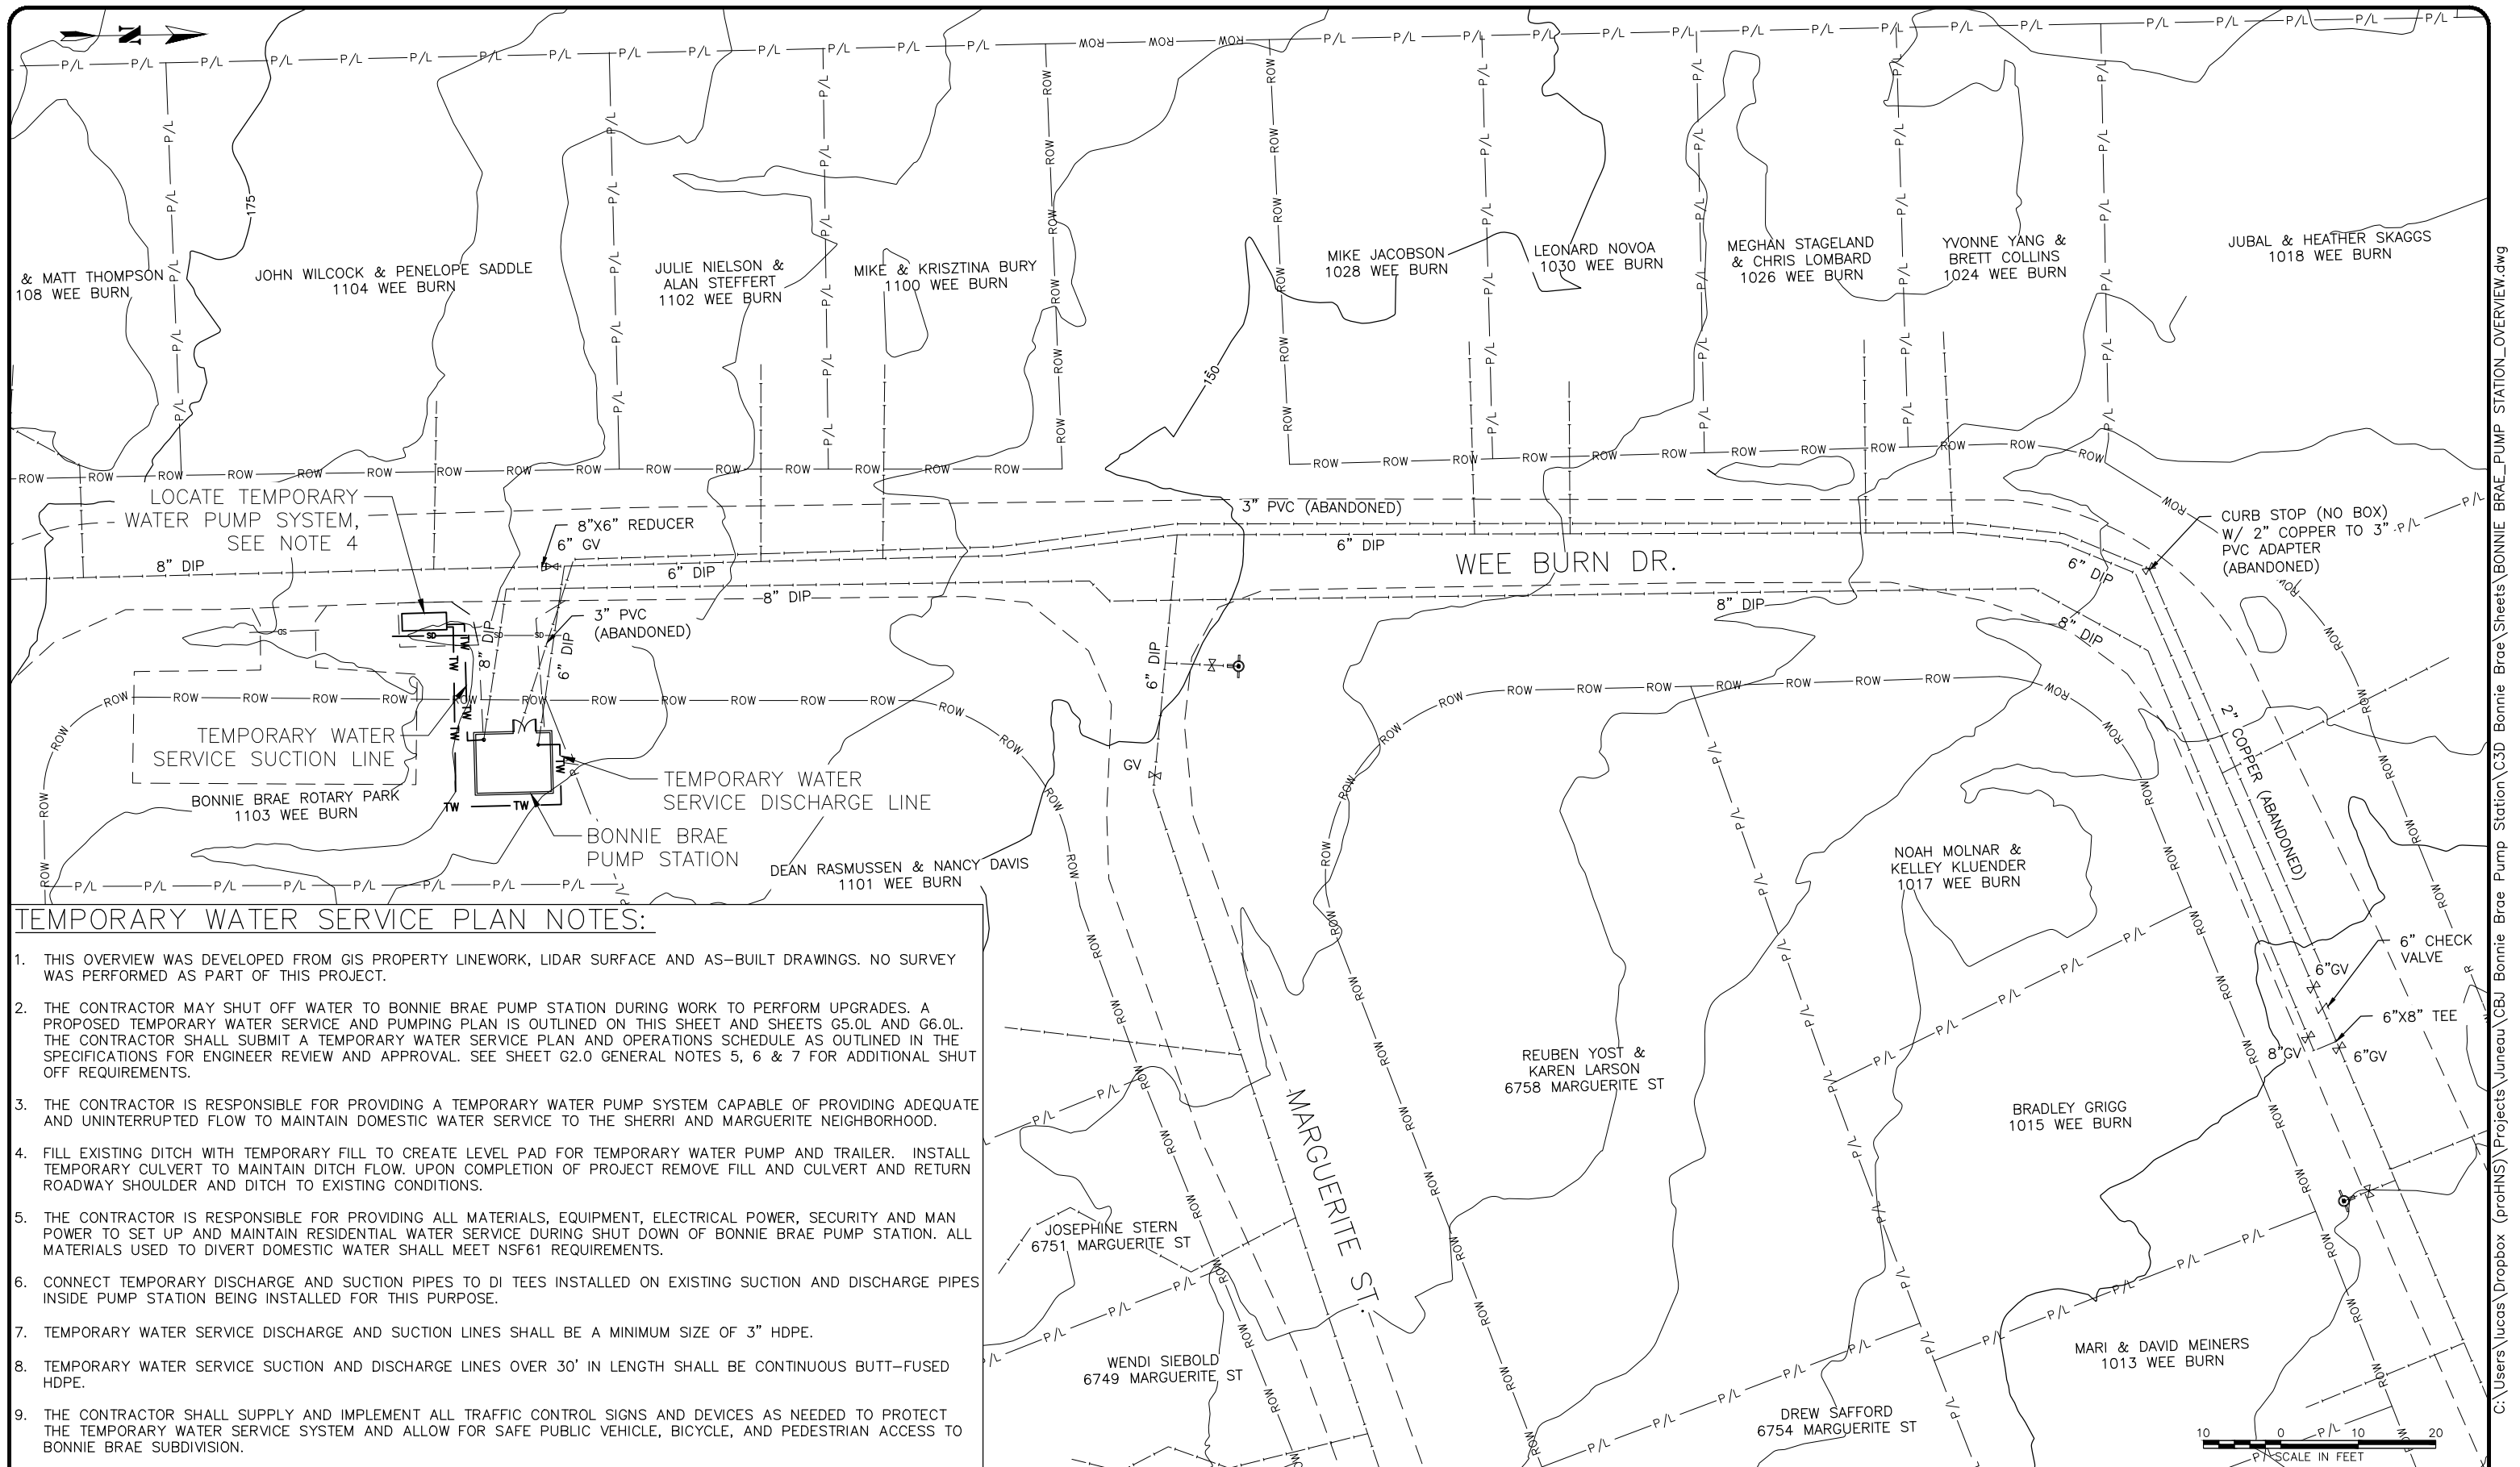 N
175
150
& MATT THOMPSON
108 WEE BURN
JOHN WILCOCK & PENELOPE SADDLE
1104 WEE BURN
JULIE NIELSON &
ALAN STEFFERT
1102 WEE BURN
MIKE & KRISZTINA BURY
1100 WEE BURN
MIKE JACOBSON
1028 WEE BURN
LEONARD NOVOA
1030 WEE BURN
MEGHAN STAGELAND
& CHRIS LOMBARD
1026 WEE BURN
YVONNE YANG &
BRETT COLLINS
1024 WEE BURN
JUBAL & HEATHER SKAGGS
1018 WEE BURN
P/L
ROW
LOCATE TEMPORARY
WATER PUMP SYSTEM,
SEE NOTE 4
8" DIP
8"X6" REDUCER
6" GV
6" DIP
8" DIP
3" PVC
(ABANDONED)
8" DIP
6" DIP
SD
TW
3" PVC (ABANDONED)
6" DIP
WEE BURN DR.
8" DIP
6" DIP
8" DIP
CURB STOP (NO BOX)
W/ 2" COPPER TO 3"
PVC ADAPTER
(ABANDONED)
2" COPPER (ABANDONED)
6" DIP
GV
TEMPORARY WATER
SERVICE SUCTION LINE
TEMPORARY WATER
SERVICE DISCHARGE LINE
BONNIE BRAE ROTARY PARK
1103 WEE BURN
BONNIE BRAE
PUMP STATION
DEAN RASMUSSEN & NANCY DAVIS
1101 WEE BURN
NOAH MOLNAR &
KELLEY KLUENDER
1017 WEE BURN
6" CHECK
VALVE
6"GV
6"X8" TEE
8"GV
6"GV
REUBEN YOST &
KAREN LARSON
6758 MARGUERITE ST
BRADLEY GRIGG
1015 WEE BURN
MARGUERITE ST.
JOSEPHINE STERN
6751 MARGUERITE ST
WENDI SIEBOLD
6749 MARGUERITE ST
MARI & DAVID MEINERS
1013 WEE BURN
DREW SAFFORD
6754 MARGUERITE ST
10 0 10 20
SCALE IN FEET
TEMPORARY WATER SERVICE PLAN NOTES:
1. THIS OVERVIEW WAS DEVELOPED FROM GIS PROPERTY LINEWORK, LIDAR SURFACE AND AS-BUILT DRAWINGS. NO SURVEY
WAS PERFORMED AS PART OF THIS PROJECT.
2. THE CONTRACTOR MAY SHUT OFF WATER TO BONNIE BRAE PUMP STATION DURING WORK TO PERFORM UPGRADES. A
PROPOSED TEMPORARY WATER SERVICE AND PUMPING PLAN IS OUTLINED ON THIS SHEET AND SHEETS G5.0L AND G6.0L.
THE CONTRACTOR SHALL SUBMIT A TEMPORARY WATER SERVICE PLAN AND OPERATIONS SCHEDULE AS OUTLINED IN THE
SPECIFICATIONS FOR ENGINEER REVIEW AND APPROVAL. SEE SHEET G2.0 GENERAL NOTES 5, 6 & 7 FOR ADDITIONAL SHUT
OFF REQUIREMENTS.
3. THE CONTRACTOR IS RESPONSIBLE FOR PROVIDING A TEMPORARY WATER PUMP SYSTEM CAPABLE OF PROVIDING ADEQUATE
AND UNINTERRUPTED FLOW TO MAINTAIN DOMESTIC WATER SERVICE TO THE SHERRI AND MARGUERITE NEIGHBORHOOD.
4. FILL EXISTING DITCH WITH TEMPORARY FILL TO CREATE LEVEL PAD FOR TEMPORARY WATER PUMP AND TRAILER. INSTALL
TEMPORARY CULVERT TO MAINTAIN DITCH FLOW. UPON COMPLETION OF PROJECT REMOVE FILL AND CULVERT AND RETURN
ROADWAY SHOULDER AND DITCH TO EXISTING CONDITIONS.
5. THE CONTRACTOR IS RESPONSIBLE FOR PROVIDING ALL MATERIALS, EQUIPMENT, ELECTRICAL POWER, SECURITY AND MAN
POWER TO SET UP AND MAINTAIN RESIDENTIAL WATER SERVICE DURING SHUT DOWN OF BONNIE BRAE PUMP STATION. ALL
MATERIALS USED TO DIVERT DOMESTIC WATER SHALL MEET NSF61 REQUIREMENTS.
6. CONNECT TEMPORARY DISCHARGE AND SUCTION PIPES TO DI TEES INSTALLED ON EXISTING SUCTION AND DISCHARGE PIPES
INSIDE PUMP STATION BEING INSTALLED FOR THIS PURPOSE.
7. TEMPORARY WATER SERVICE DISCHARGE AND SUCTION LINES SHALL BE A MINIMUM SIZE OF 3" HDPE.
8. TEMPORARY WATER SERVICE SUCTION AND DISCHARGE LINES OVER 30' IN LENGTH SHALL BE CONTINUOUS BUTT-FUSED
HDPE.
9. THE CONTRACTOR SHALL SUPPLY AND IMPLEMENT ALL TRAFFIC CONTROL SIGNS AND DEVICES AS NEEDED TO PROTECT
THE TEMPORARY WATER SERVICE SYSTEM AND ALLOW FOR SAFE PUBLIC VEHICLE, BICYCLE, AND PEDESTRIAN ACCESS TO
BONNIE BRAE SUBDIVISION.
C:\Users\lucas\Dropbox (proHNS)\Projects\Juneau\CBJ Bonnie Brae Pump Station\C3D Bonnie Brae\Sheets\BONNIE BRAE_PUMP STATION_OVERVIEW.dwg